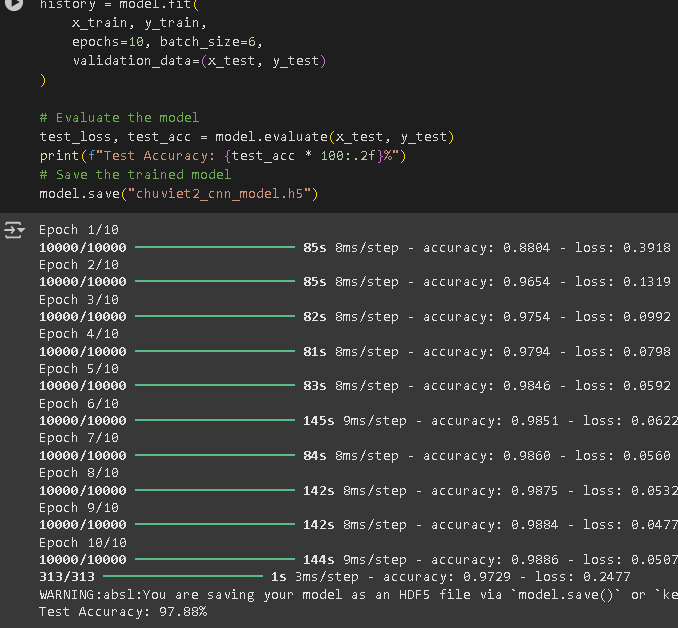 history = model.fit(
x_train, y_train,
epochs=10, batch_size=6,
validation_data=(x_test, y_test)
)
# Evaluate the model
test_loss, test_acc = model.evaluate(x_test, y_test)
print(f"Test Accuracy: {test_acc * 100:.2f}%")
# Save the trained model
model.save("chuviet2_cnn_model.h5")
Epoch 1/10
10000/10000 85s 8ms/step - accuracy: 0.8804 - loss: 0.3918
Epoch 2/10
10000/10000 85s 8ms/step - accuracy: 0.9654 - loss: 0.1319
Epoch 3/10
10000/10000 82s 8ms/step - accuracy: 0.9754 - loss: 0.0992
Epoch 4/10
10000/10000 81s 8ms/step - accuracy: 0.9794 - loss: 0.0798
Epoch 5/10
10000/10000 83s 8ms/step - accuracy: 0.9846 - loss: 0.0592
Epoch 6/10
10000/10000 145s 9ms/step - accuracy: 0.9851 - loss: 0.0622
Epoch 7/10
10000/10000 84s 8ms/step - accuracy: 0.9860 - loss: 0.0560
Epoch 8/10
10000/10000 142s 8ms/step - accuracy: 0.9875 - loss: 0.0532
Epoch 9/10
10000/10000 142s 8ms/step - accuracy: 0.9884 - loss: 0.0477
Epoch 10/10
10000/10000 144s 9ms/step - accuracy: 0.9886 - loss: 0.0507
313/313 1s 3ms/step - accuracy: 0.9729 - loss: 0.2477
WARNING:absl:You are saving your model as an HDF5 file via `model.save()` or `ke
Test Accuracy: 97.88%